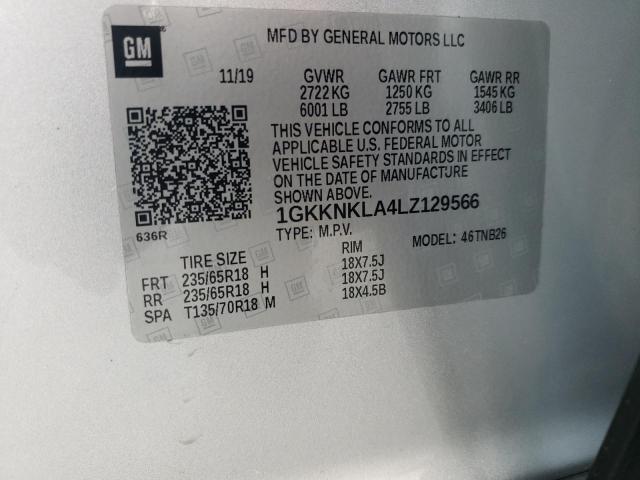 GM
MFD BY GENERAL MOTORS LLC
11/19 GVWR GAWR FRT GAWR RR
2722 KG 1250 KG 1545 KG
6001 LB 2755 LB 3406 LB
THIS VEHICLE CONFORMS TO ALL
APPLICABLE U.S. FEDERAL MOTOR
VEHICLE SAFETY STANDARDS IN EFFECT
ON THE DATE OF MANUFACTURE
SHOWN ABOVE.
636R
1GKKNKLA4LZ129566
TYPE: M.P.V. MODEL: 46TNB26
TIRE SIZE RIM
FRT 235/65R18 H 18X7.5J
RR 235/65R18 H 18X7.5J
SPA T135/70R18 M 18X4.5B